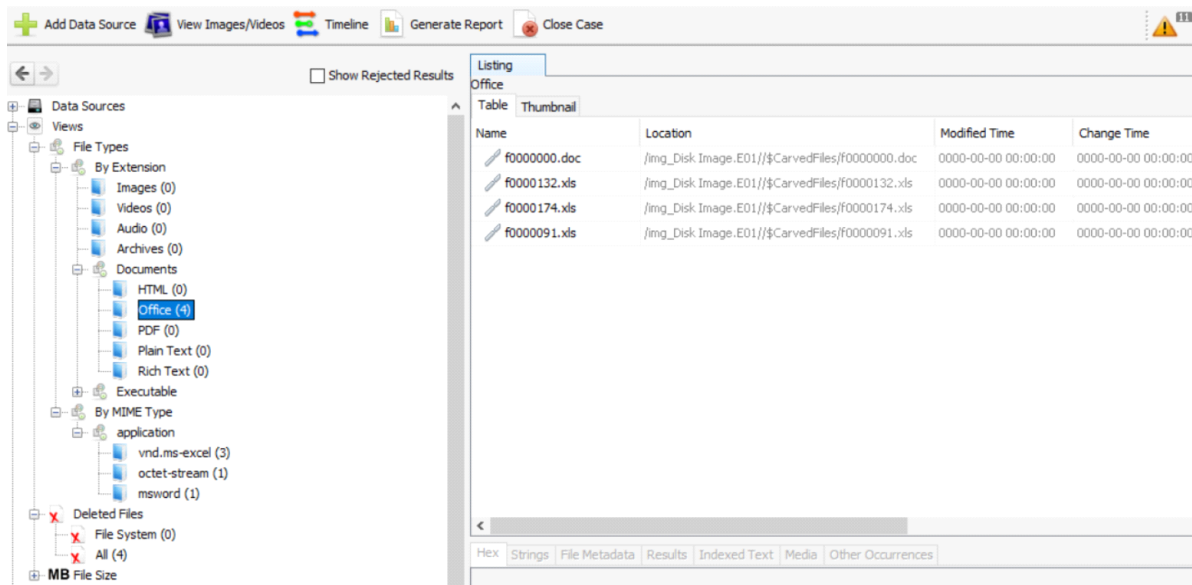 Add Data Source View Images/Videos Timeline Generate Report Close Case 11
Show Rejected Results
Data Sources
Views
File Types
By Extension
Images (0)
Videos (0)
Audio (0)
Archives (0)
Documents
HTML (0)
Office (4)
PDF (0)
Plain Text (0)
Rich Text (0)
Executable
By MIME Type
application
vnd.ms-excel (3)
octet-stream (1)
msword (1)
Deleted Files
File System (0)
All (4)
MB File Size
Listing
Office
Table Thumbnail
Name Location Modified Time Change Time
f0000000.doc /img_Disk Image.E01//$CarvedFiles/f0000000.doc 0000-00-00 00:00:00 0000-00-00 00:00:00
f0000132.xls /img_Disk Image.E01//$CarvedFiles/f0000132.xls 0000-00-00 00:00:00 0000-00-00 00:00:00
f0000174.xls /img_Disk Image.E01//$CarvedFiles/f0000174.xls 0000-00-00 00:00:00 0000-00-00 00:00:00
f0000091.xls /img_Disk Image.E01//$CarvedFiles/f0000091.xls 0000-00-00 00:00:00 0000-00-00 00:00:00
Hex Strings File Metadata Results Indexed Text Media Other Occurrences